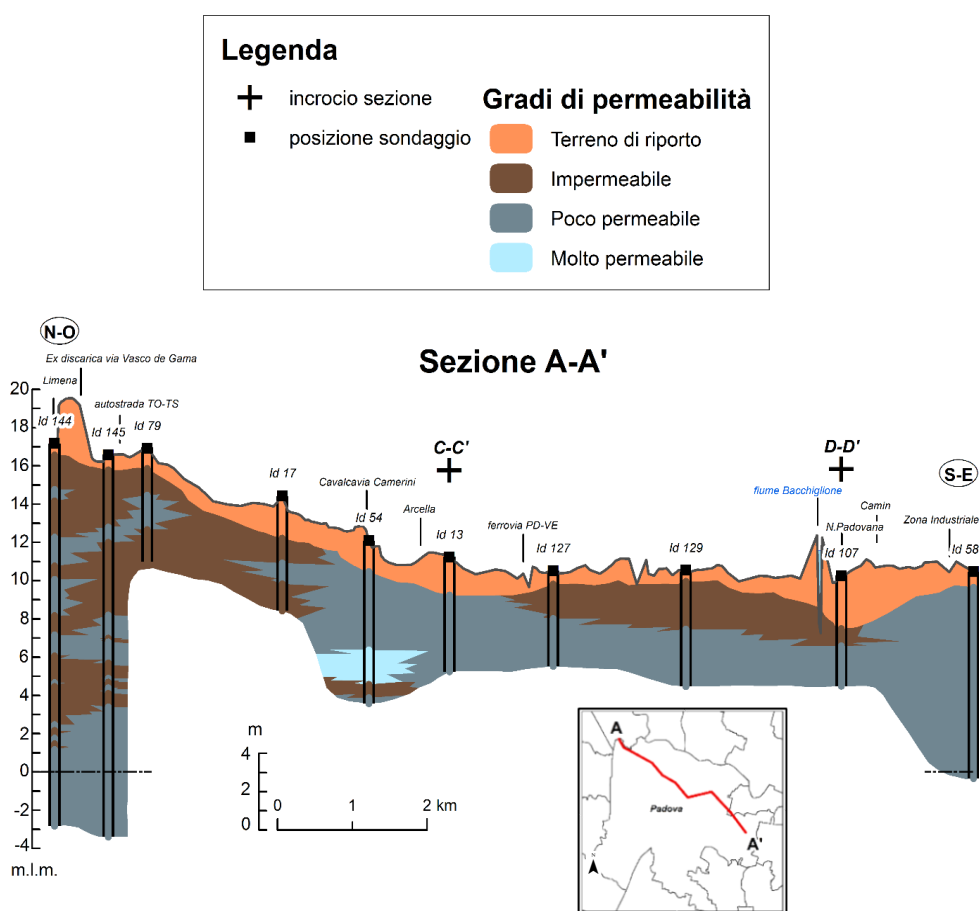 Legenda
incrocio sezione
posizione sondaggio
Gradi di permeabilità
Terreno di riporto
Impermeabile
Poco permeabile
Molto permeabile
N-O
Ex discarica via Vasco de Gama
Sezione A-A'
Limena
autostrada TO-TS
Id 144
Id 145
Id 79
Id 17
Cavalcavia Camerini
Id 54
Arcella
C-C'
Id 13
ferrovia PD-VE
Id 127
Id 129
fiume Bacchiglione
D-D'
Camin
N.Padovana
Id 107
S-E
Zona Industriale
Id 58
20
18
16
14
12
10
8
6
4
2
0
-2
-4
m.l.m.
m
4
2
0
0
1
2 km
A
Padova
A'